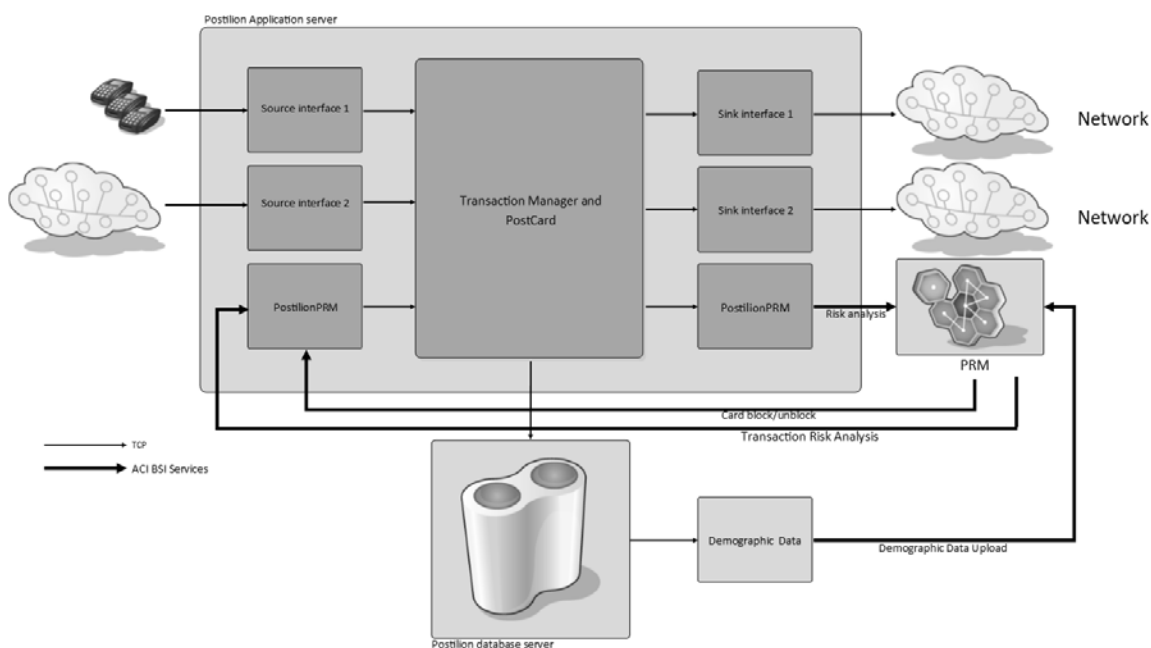 Postilion Application server
Source interface 1
Sink interface 1
Network
Transaction Manager and
PostCard
Source interface 2
Sink interface 2
Network
PostilionPRM
PostilionPRM
Risk analysis
PRM
Card block/unblock
Transaction Risk Analysis
TCP
ACI BSI Services
Demographic Data
Demographic Data Upload
Postilion database server